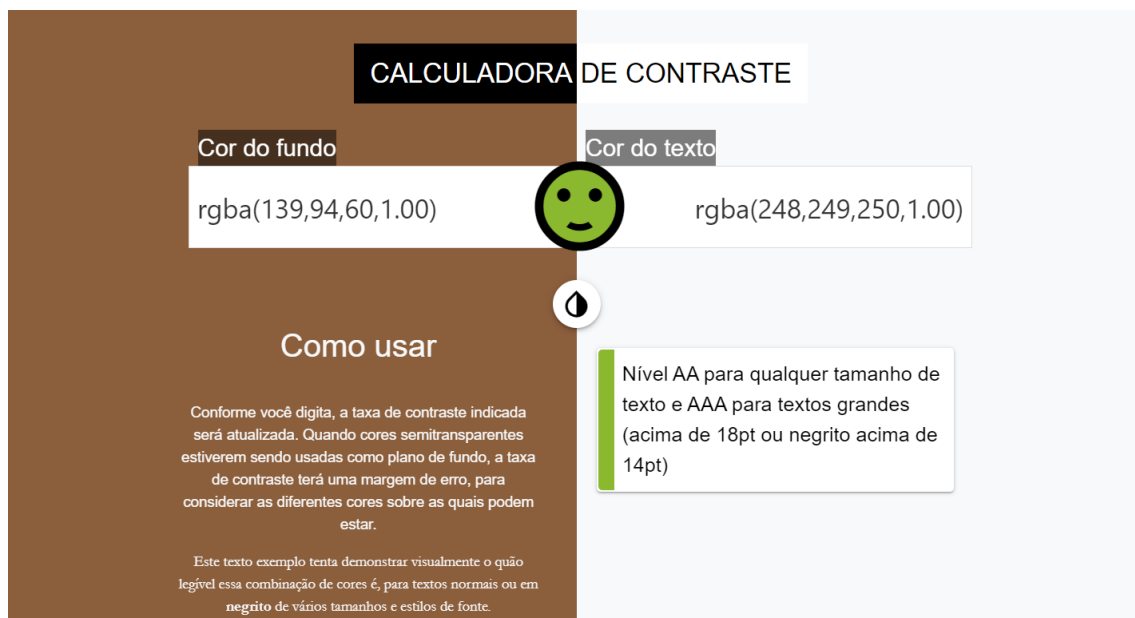 CALCULADORA DE CONTRASTE
Cor do fundo
Cor do texto
rgba(139,94,60,1.00)
rgba(248,249,250,1.00)
Como usar
Conforme você digita, a taxa de contraste indicada
será atualizada. Quando cores semitransparentes
estiverem sendo usadas como plano de fundo, a taxa
de contraste terá uma margem de erro, para
considerar as diferentes cores sobre as quais podem
estar.
Este texto exemplo tenta demonstrar visualmente o quão
legível essa combinação de cores é, para textos normais ou em
negrito de vários tamanhos e estilos de fonte.
Nível AA para qualquer tamanho de
texto e AAA para textos grandes
(acima de 18pt ou negrito acima de
14pt)